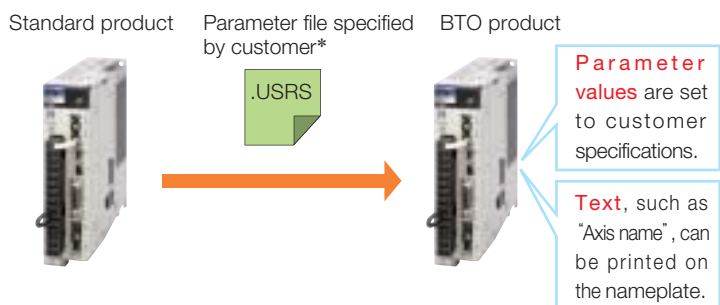 Standard product
Parameter file specified
by customer*
BTO product
.USRS
Parameter
values are set
to customer
specifications.
Text, such as
“Axis name”, can
be printed on
the nameplate.